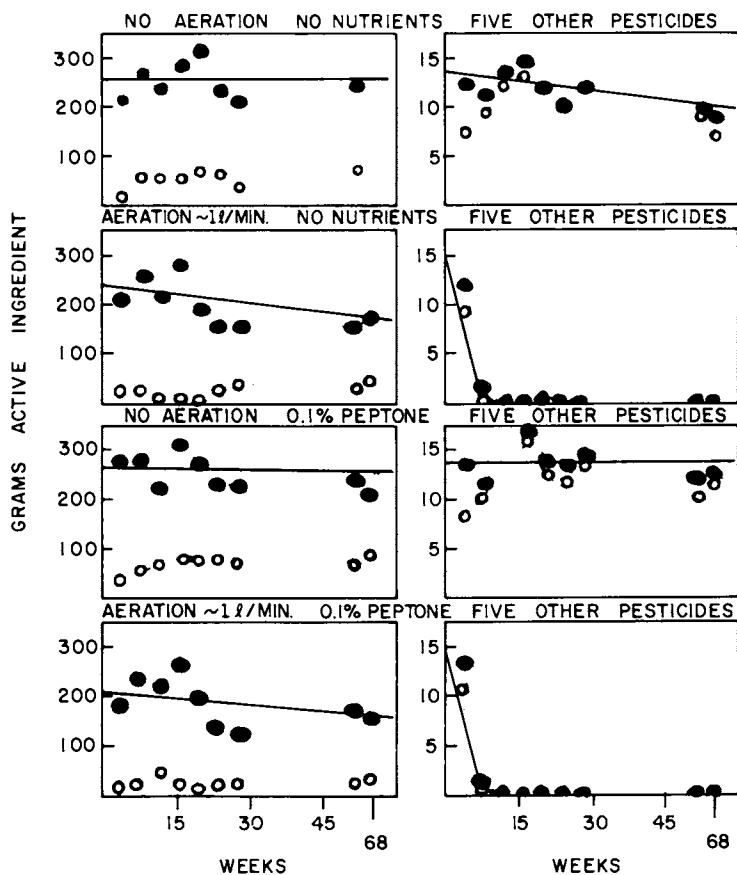 NO AERATION NO NUTRIENTS FIVE OTHER PESTICIDES
300
200
100
15
10
5
AERATION ~1ℓ/MIN. NO NUTRIENTS FIVE OTHER PESTICIDES
300
200
100
15
10
5
NO AERATION 0.1% PEPTONE FIVE OTHER PESTICIDES
300
200
100
15
10
5
AERATION ~1ℓ/MIN. 0.1% PEPTONE FIVE OTHER PESTICIDES
300
200
100
15
10
5
GRAMS ACTIVE INGREDIENT
15 30 45 68
WEEKS
15 30 45 68
WEEKS